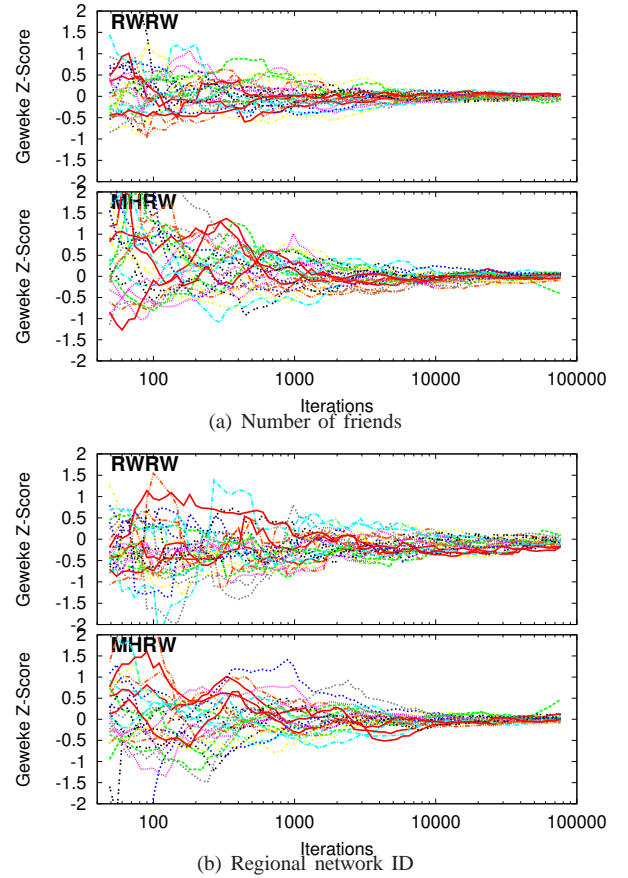 RWRW
Geweke Z-Score
2
1.5
1
0.5
0
-0.5
-1
-1.5
-2
MHRW
Geweke Z-Score
2
1.5
1
0.5
0
-0.5
-1
-1.5
-2
100 1000 10000 100000
Iterations
(a) Number of friends
RWRW
Geweke Z-Score
2
1.5
1
0.5
0
-0.5
-1
-1.5
-2
MHRW
Geweke Z-Score
2
1.5
1
0.5
0
-0.5
-1
-1.5
-2
100 1000 10000 100000
Iterations
(b) Regional network ID